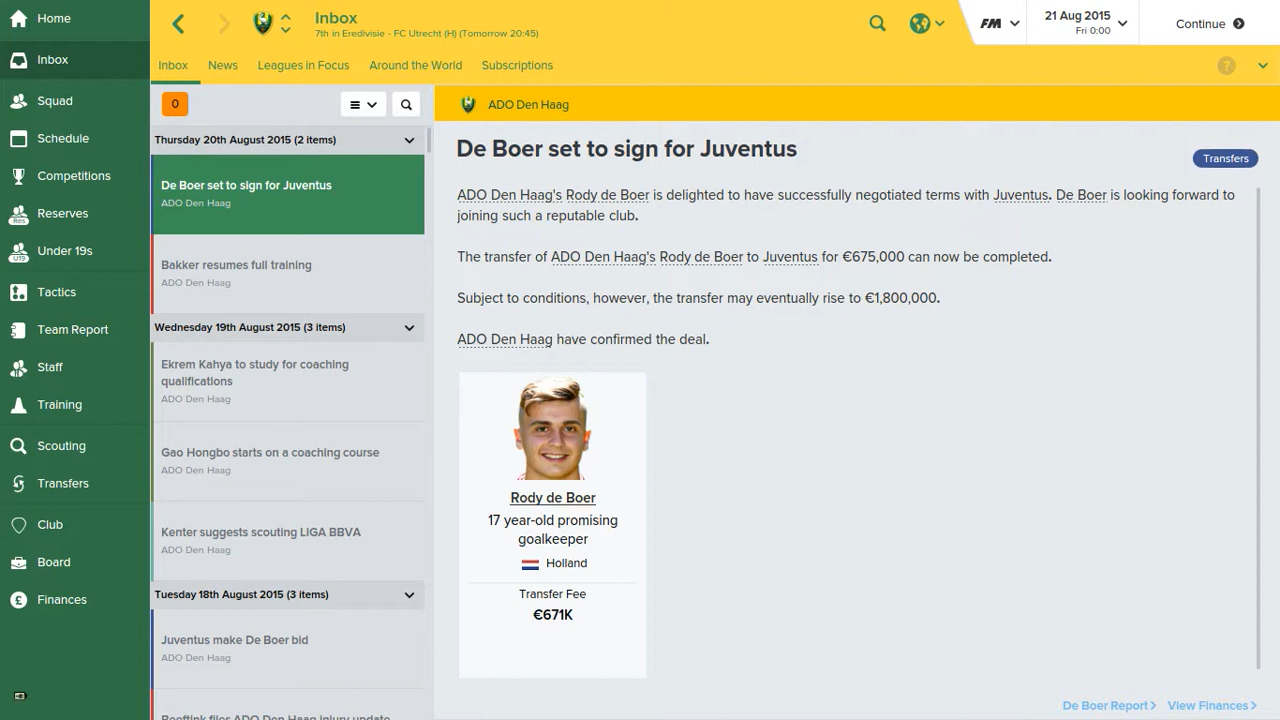 Home
Inbox
Squad
Schedule
Competitions
Reserves
Under 19s
Tactics
Team Report
Staff
Training
Scouting
Transfers
Club
Board
Finances
Inbox
7th in Eredivisie - FC Utrecht (H) (Tomorrow 20:45)
FM
21 Aug 2015
Fri 0:00
Continue
Inbox News Leagues in Focus Around the World Subscriptions
?
0
Thursday 20th August 2015 (2 items)
De Boer set to sign for Juventus
ADO Den Haag
Bakker resumes full training
ADO Den Haag
Wednesday 19th August 2015 (3 items)
Ekrem Kahya to study for coaching
qualifications
ADO Den Haag
Gao Hongbo starts on a coaching course
ADO Den Haag
Kenter suggests scouting LIGA BBVA
ADO Den Haag
Tuesday 18th August 2015 (3 items)
Juventus make De Boer bid
ADO Den Haag
ADO Den Haag
De Boer set to sign for Juventus
Transfers
ADO Den Haag's Rody de Boer is delighted to have successfully negotiated terms with Juventus. De Boer is looking forward to
joining such a reputable club.
The transfer of ADO Den Haag's Rody de Boer to Juventus for €675,000 can now be completed.
Subject to conditions, however, the transfer may eventually rise to €1,800,000.
ADO Den Haag have confirmed the deal.
Rody de Boer
17 year-old promising
goalkeeper
Holland
Transfer Fee
€671K
De Boer Report View Finances